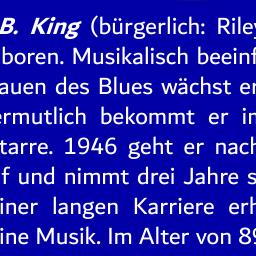 B. King (bürgerlich: Riley
boren. Musikalisch beeinf
auen des Blues wächst er
ermutlich bekommt er in
tarre. 1946 geht er nach
f und nimmt drei Jahre s
iner langen Karriere erh
ine Musik. Im Alter von 89